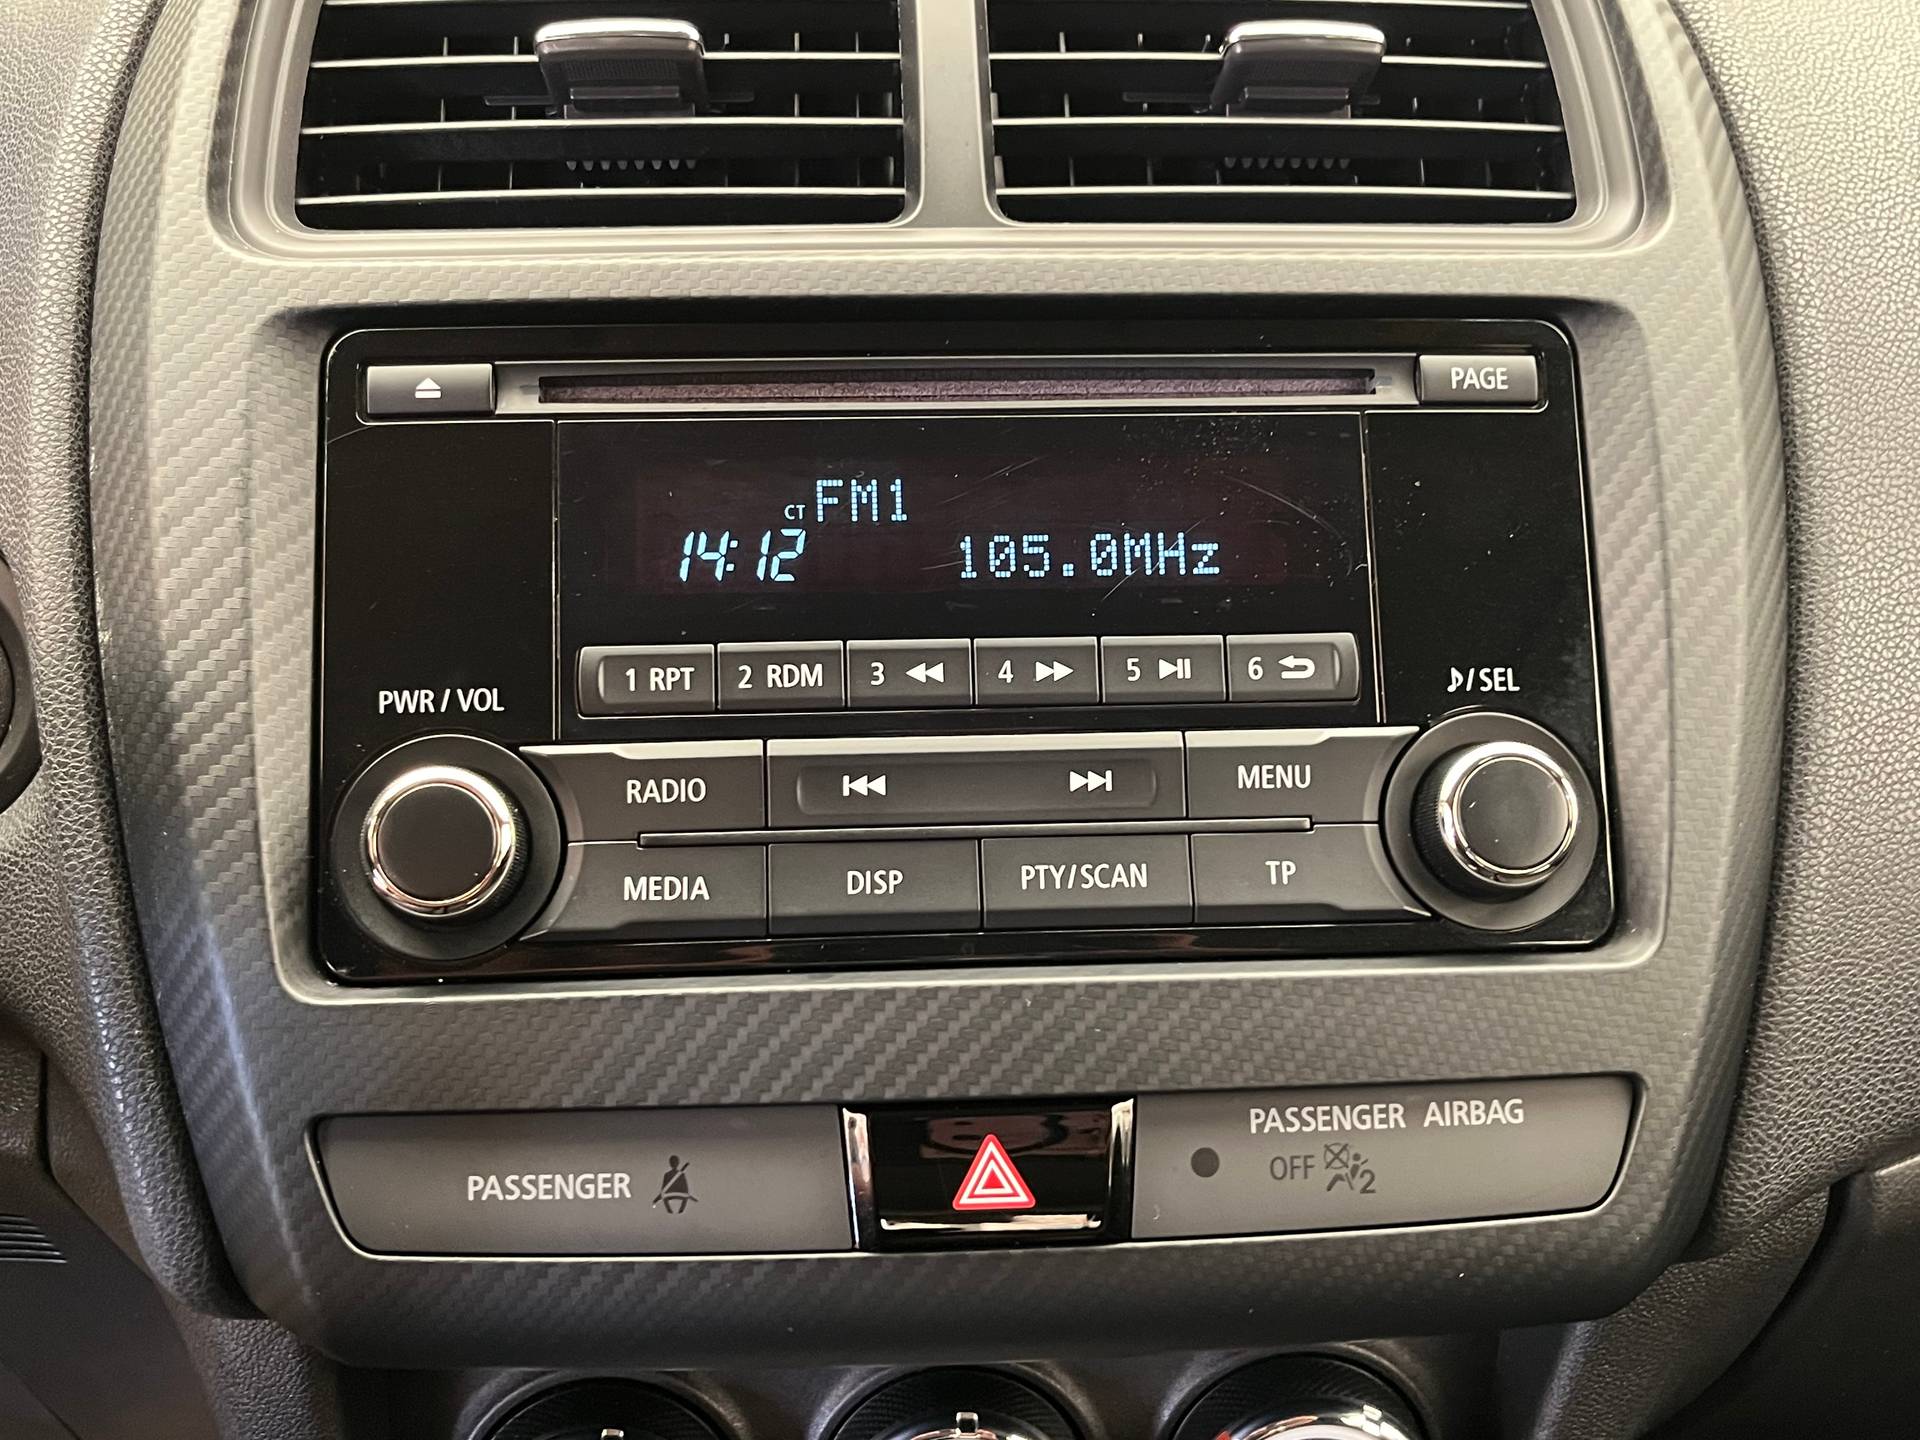 PAGE
CT FM1
14:12 105.0MHz
1 RPT 2 RDM 3 4 5 6
PWR / VOL
/ SEL
RADIO MENU
MEDIA DISP PTY/SCAN TP
PASSENGER
PASSENGER AIRBAG
OFF 2